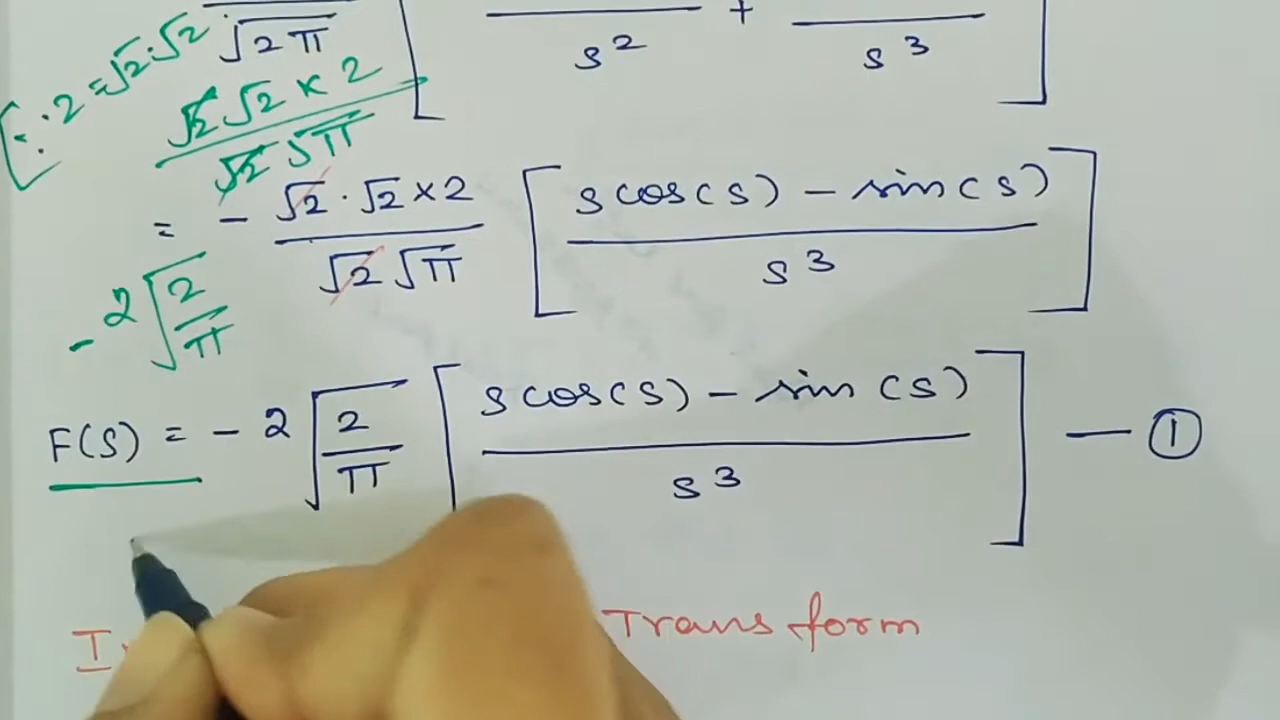 √2π [ s² + s³ ]
[∵ 2 = √2·√2
√2 √2 × 2 / √2 √π
= - √2 · √2 × 2 / √2 √π [ s cos(s) - sin(s) / s³ ]
- 2 √2/π
F(s) = - 2 √2/π [ s cos(s) - sin(s) / s³ ] — ①
Transform